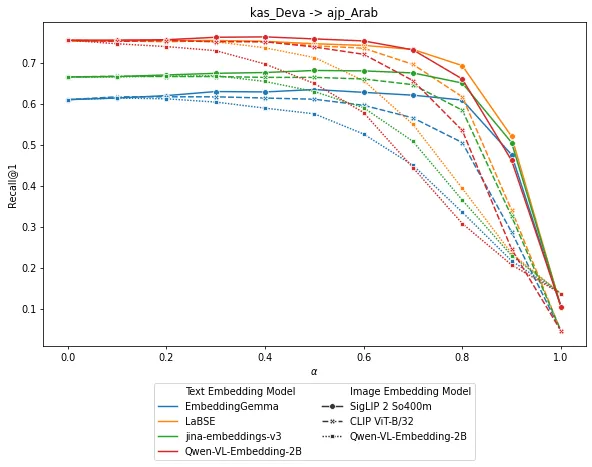 kas_Deva -> ajp_Arab
Recall@1
0.7
0.6
0.5
0.4
0.3
0.2
0.1
0.0 0.2 0.4 0.6 0.8 1.0
α
Text Embedding Model
EmbeddingGemma
LaBSE
jina-embeddings-v3
Qwen-VL-Embedding-2B
Image Embedding Model
SigLIP 2 So400m
CLIP ViT-B/32
Qwen-VL-Embedding-2B